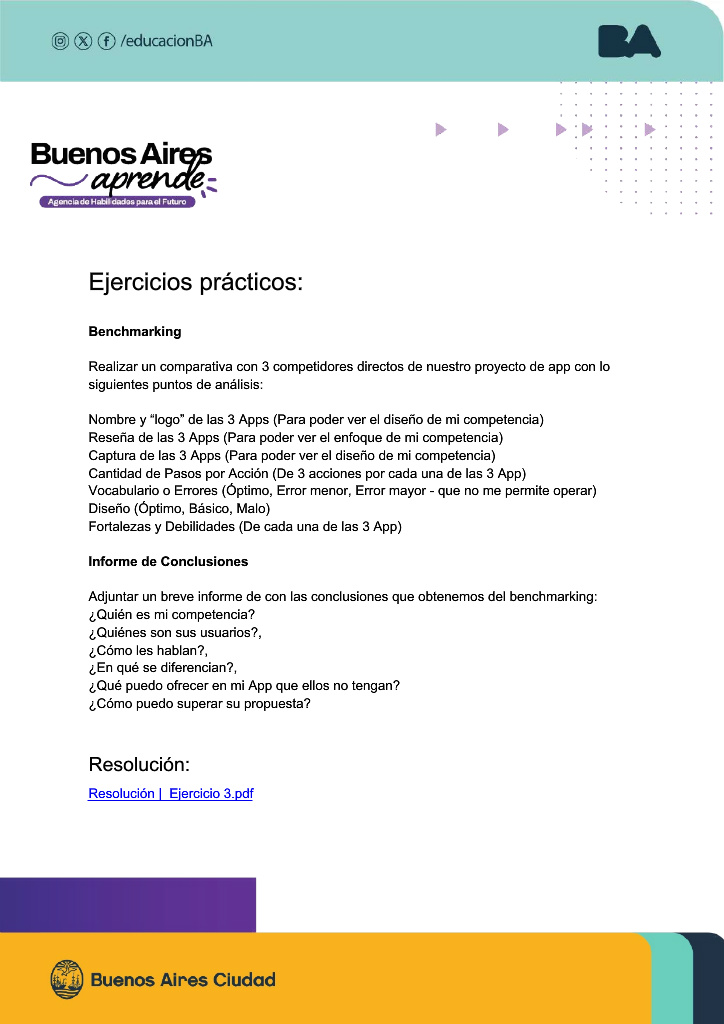 /educacionBA
BA
Buenos Aires
aprende
Agencia de Habilidades para el Futuro
Ejercicios prácticos:
Benchmarking
Realizar un comparativa con 3 competidores directos de nuestro proyecto de app con lo
siguientes puntos de análisis:
Nombre y “logo” de las 3 Apps (Para poder ver el diseño de mi competencia)
Reseña de las 3 Apps (Para poder ver el enfoque de mi competencia)
Captura de las 3 Apps (Para poder ver el diseño de mi competencia)
Cantidad de Pasos por Acción (De 3 acciones por cada una de las 3 App)
Vocabulario o Errores (Óptimo, Error menor, Error mayor - que no me permite operar)
Diseño (Óptimo, Básico, Malo)
Fortalezas y Debilidades (De cada una de las 3 App)
Informe de Conclusiones
Adjuntar un breve informe de con las conclusiones que obtenemos del benchmarking:
¿Quién es mi competencia?
¿Quiénes son sus usuarios?,
¿Cómo les hablan?,
¿En qué se diferencian?,
¿Qué puedo ofrecer en mi App que ellos no tengan?
¿Cómo puedo superar su propuesta?
Resolución:
Resolución | Ejercicio 3.pdf
Buenos Aires Ciudad